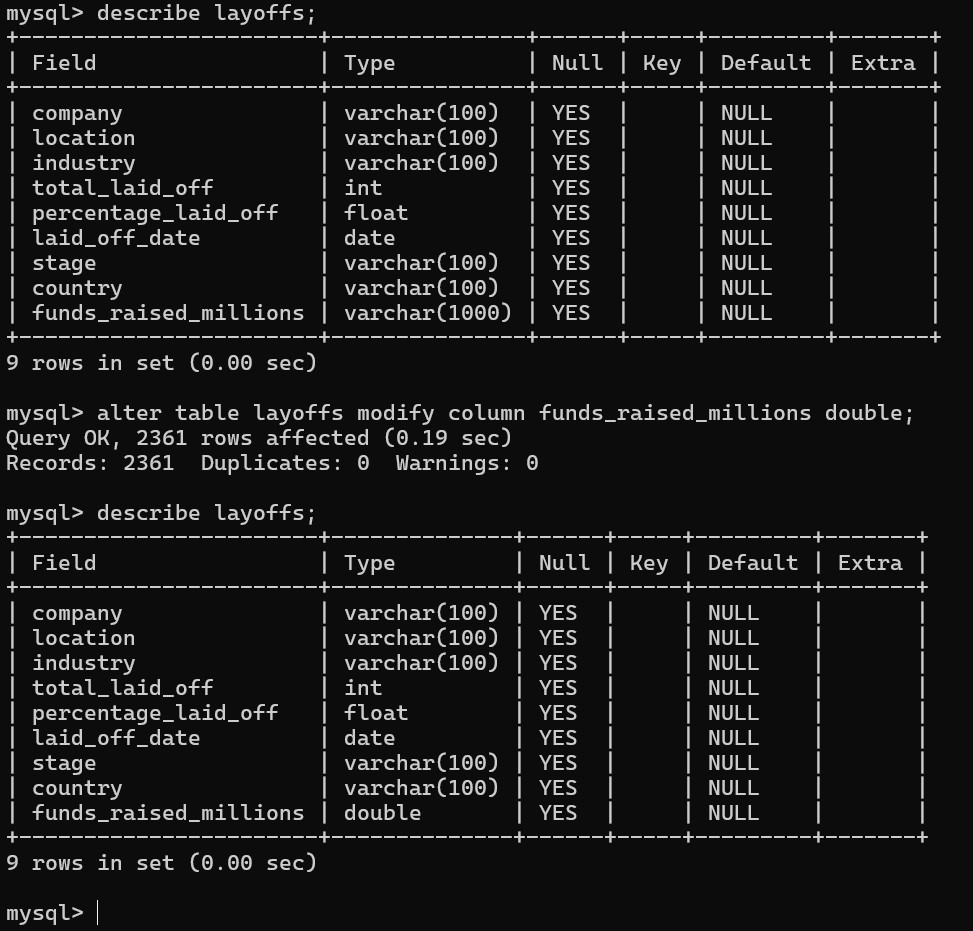 mysql> describe layoffs;
+------------------------+---------------+------+-----+---------+-------+
| Field                  | Type          | Null | Key | Default | Extra |
+------------------------+---------------+------+-----+---------+-------+
| company                | varchar(100)  | YES  |     | NULL    |       |
| location               | varchar(100)  | YES  |     | NULL    |       |
| industry               | varchar(100)  | YES  |     | NULL    |       |
| total_laid_off         | int           | YES  |     | NULL    |       |
| percentage_laid_off    | float         | YES  |     | NULL    |       |
| laid_off_date          | date          | YES  |     | NULL    |       |
| stage                  | varchar(100)  | YES  |     | NULL    |       |
| country                | varchar(100)  | YES  |     | NULL    |       |
| funds_raised_millions  | varchar(1000) | YES  |     | NULL    |       |
+------------------------+---------------+------+-----+---------+-------+
9 rows in set (0.00 sec)

mysql> alter table layoffs modify column funds_raised_millions double;
Query OK, 2361 rows affected (0.19 sec)
Records: 2361  Duplicates: 0  Warnings: 0

mysql> describe layoffs;
+------------------------+--------------+------+-----+---------+-------+
| Field                  | Type         | Null | Key | Default | Extra |
+------------------------+--------------+------+-----+---------+-------+
| company                | varchar(100) | YES  |     | NULL    |       |
| location               | varchar(100) | YES  |     | NULL    |       |
| industry               | varchar(100) | YES  |     | NULL    |       |
| total_laid_off         | int          | YES  |     | NULL    |       |
| percentage_laid_off    | float        | YES  |     | NULL    |       |
| laid_off_date          | date         | YES  |     | NULL    |       |
| stage                  | varchar(100) | YES  |     | NULL    |       |
| country                | varchar(100) | YES  |     | NULL    |       |
| funds_raised_millions  | double       | YES  |     | NULL    |       |
+------------------------+--------------+------+-----+---------+-------+
9 rows in set (0.00 sec)

mysql>